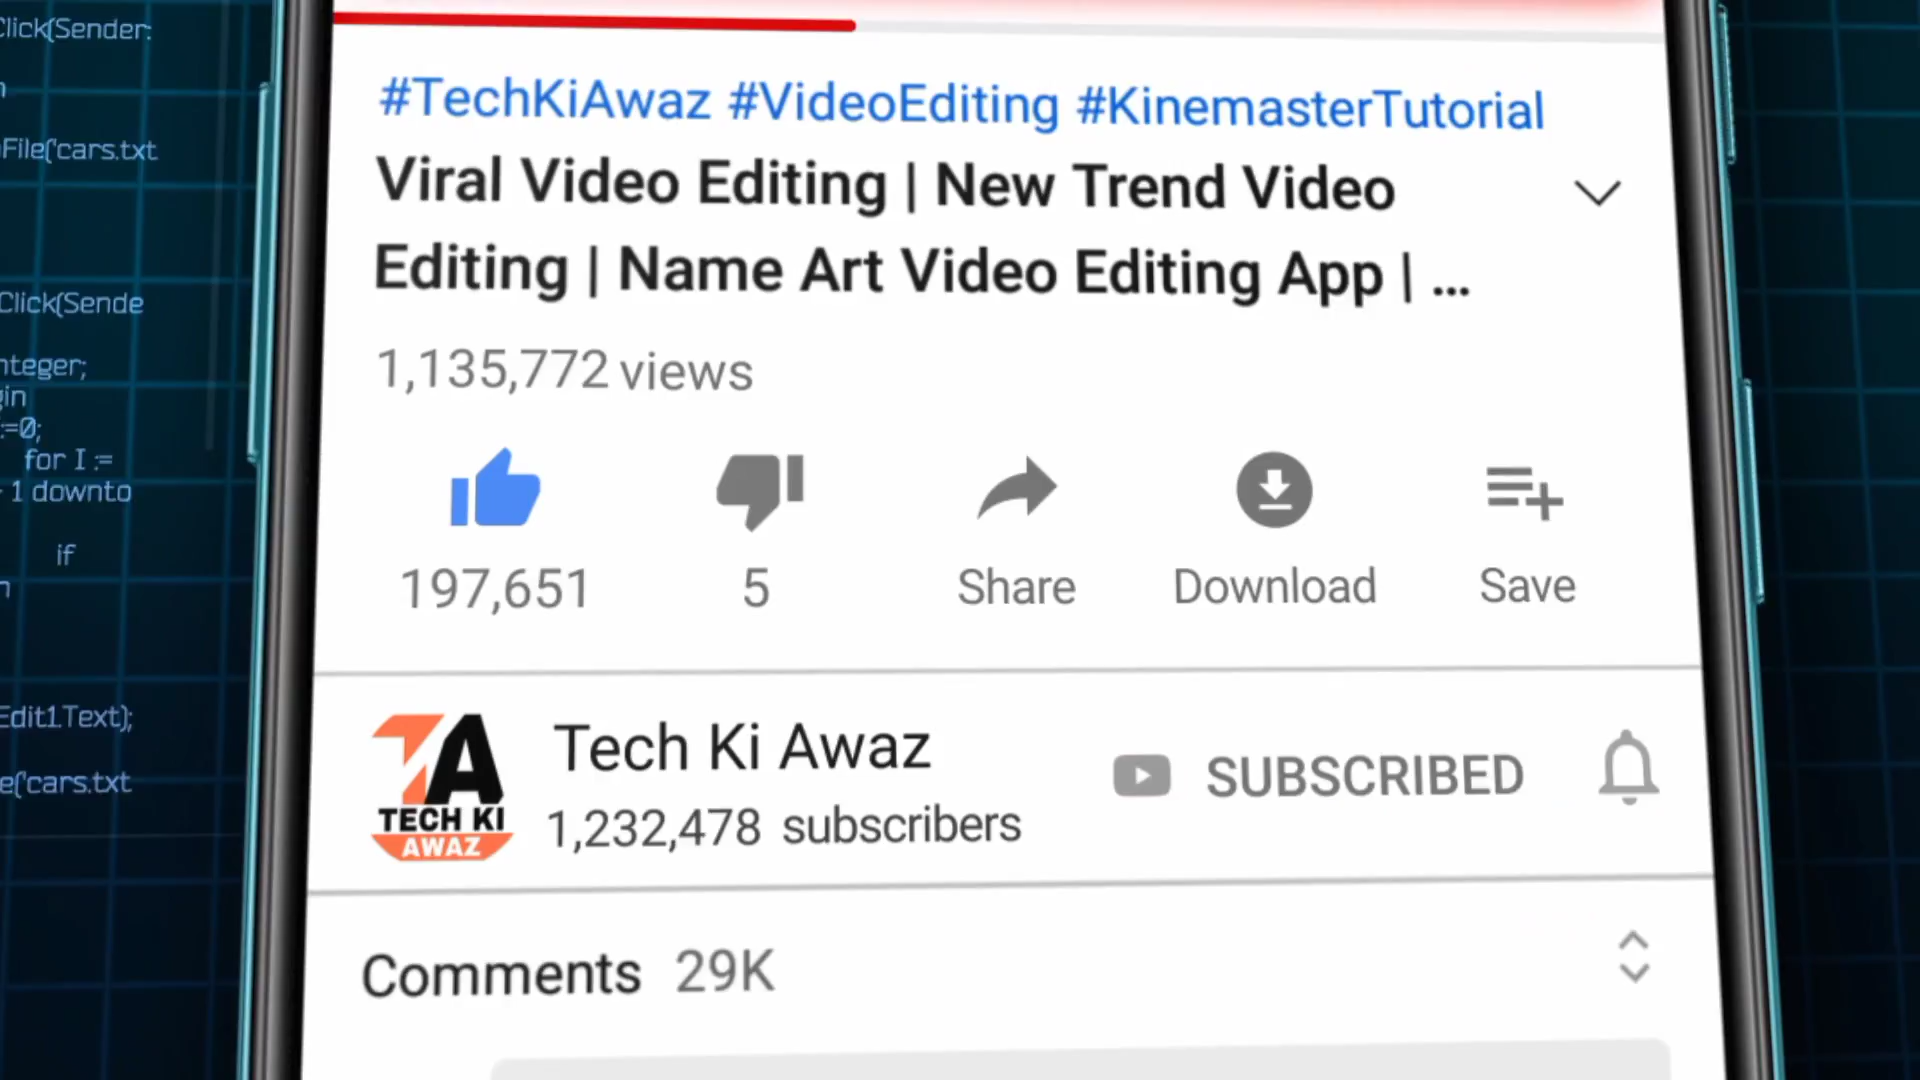 Click(Sender:
File('cars.txt
#TechKiAwaz #VideoEditing #KinemasterTutorial
Viral Video Editing | New Trend Video
Editing | Name Art Video Editing App | ...
1,135,772 views
197,651
5
Share
Download
Save
Click(Sende
nteger;
gin
:=0;
for I :=
- 1 downto
if
Edit1.Text);
e('cars.txt
TA
TECH KI
AWAZ
Tech Ki Awaz
1,232,478 subscribers
SUBSCRIBED
Comments 29K